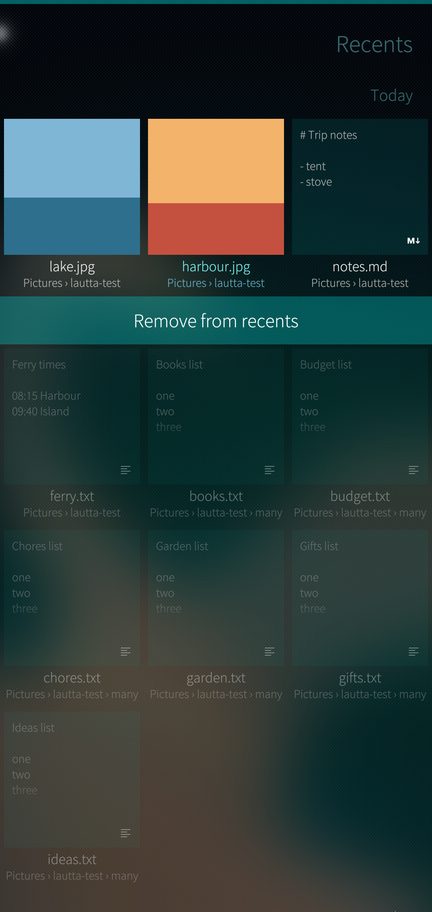 Recents
Today
# Trip notes
- tent
- stove
M↓
lake.jpg
Pictures › lautta-test
harbour.jpg
Pictures › lautta-test
notes.md
Pictures › lautta-test
Remove from recents
Ferry times
08:15 Harbour
09:40 Island
ferry.txt
Pictures › lautta-test
Books list
one
two
three
books.txt
Pictures › lautta-test › many
Budget list
one
two
three
budget.txt
Pictures › lautta-test › many
Chores list
one
two
three
chores.txt
Pictures › lautta-test › many
Garden list
one
two
three
garden.txt
Pictures › lautta-test › many
Gifts list
one
two
three
gifts.txt
Pictures › lautta-test › many
Ideas list
one
two
three
ideas.txt
Pictures › lautta-test › many